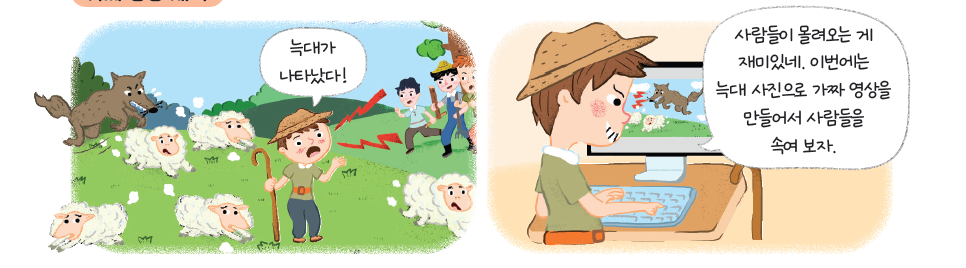 늑대가
나타났다!
사람들이 몰려오는 게
재미있네. 이번에는
늑대 사진으로 가짜 영상을
만들어서 사람들을
속여 보자.